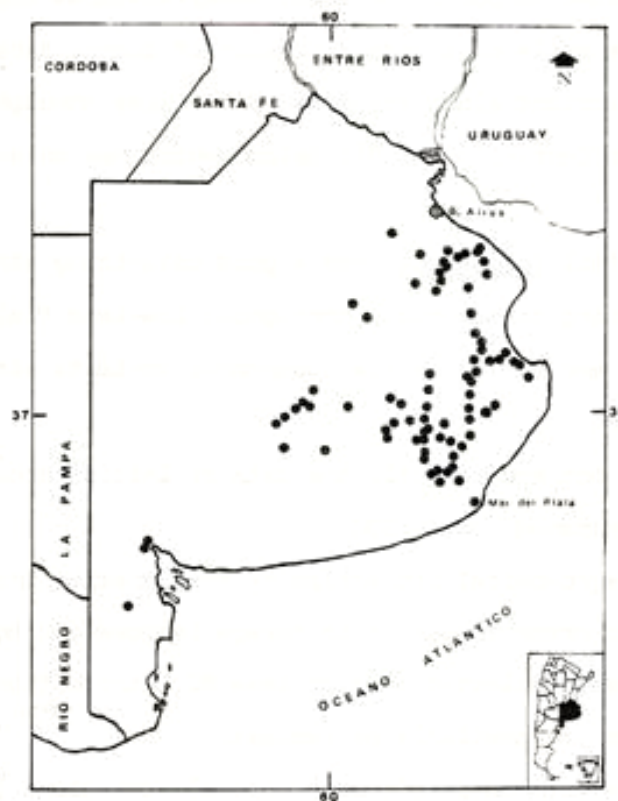 60
CORDOBA
ENTRE RIOS
N
SANTA FE
URUGUAY
B. Aires
37
3
LA PAMPA
Mar del Plata
RIO NEGRO
OCEANO ATLANTICO
60